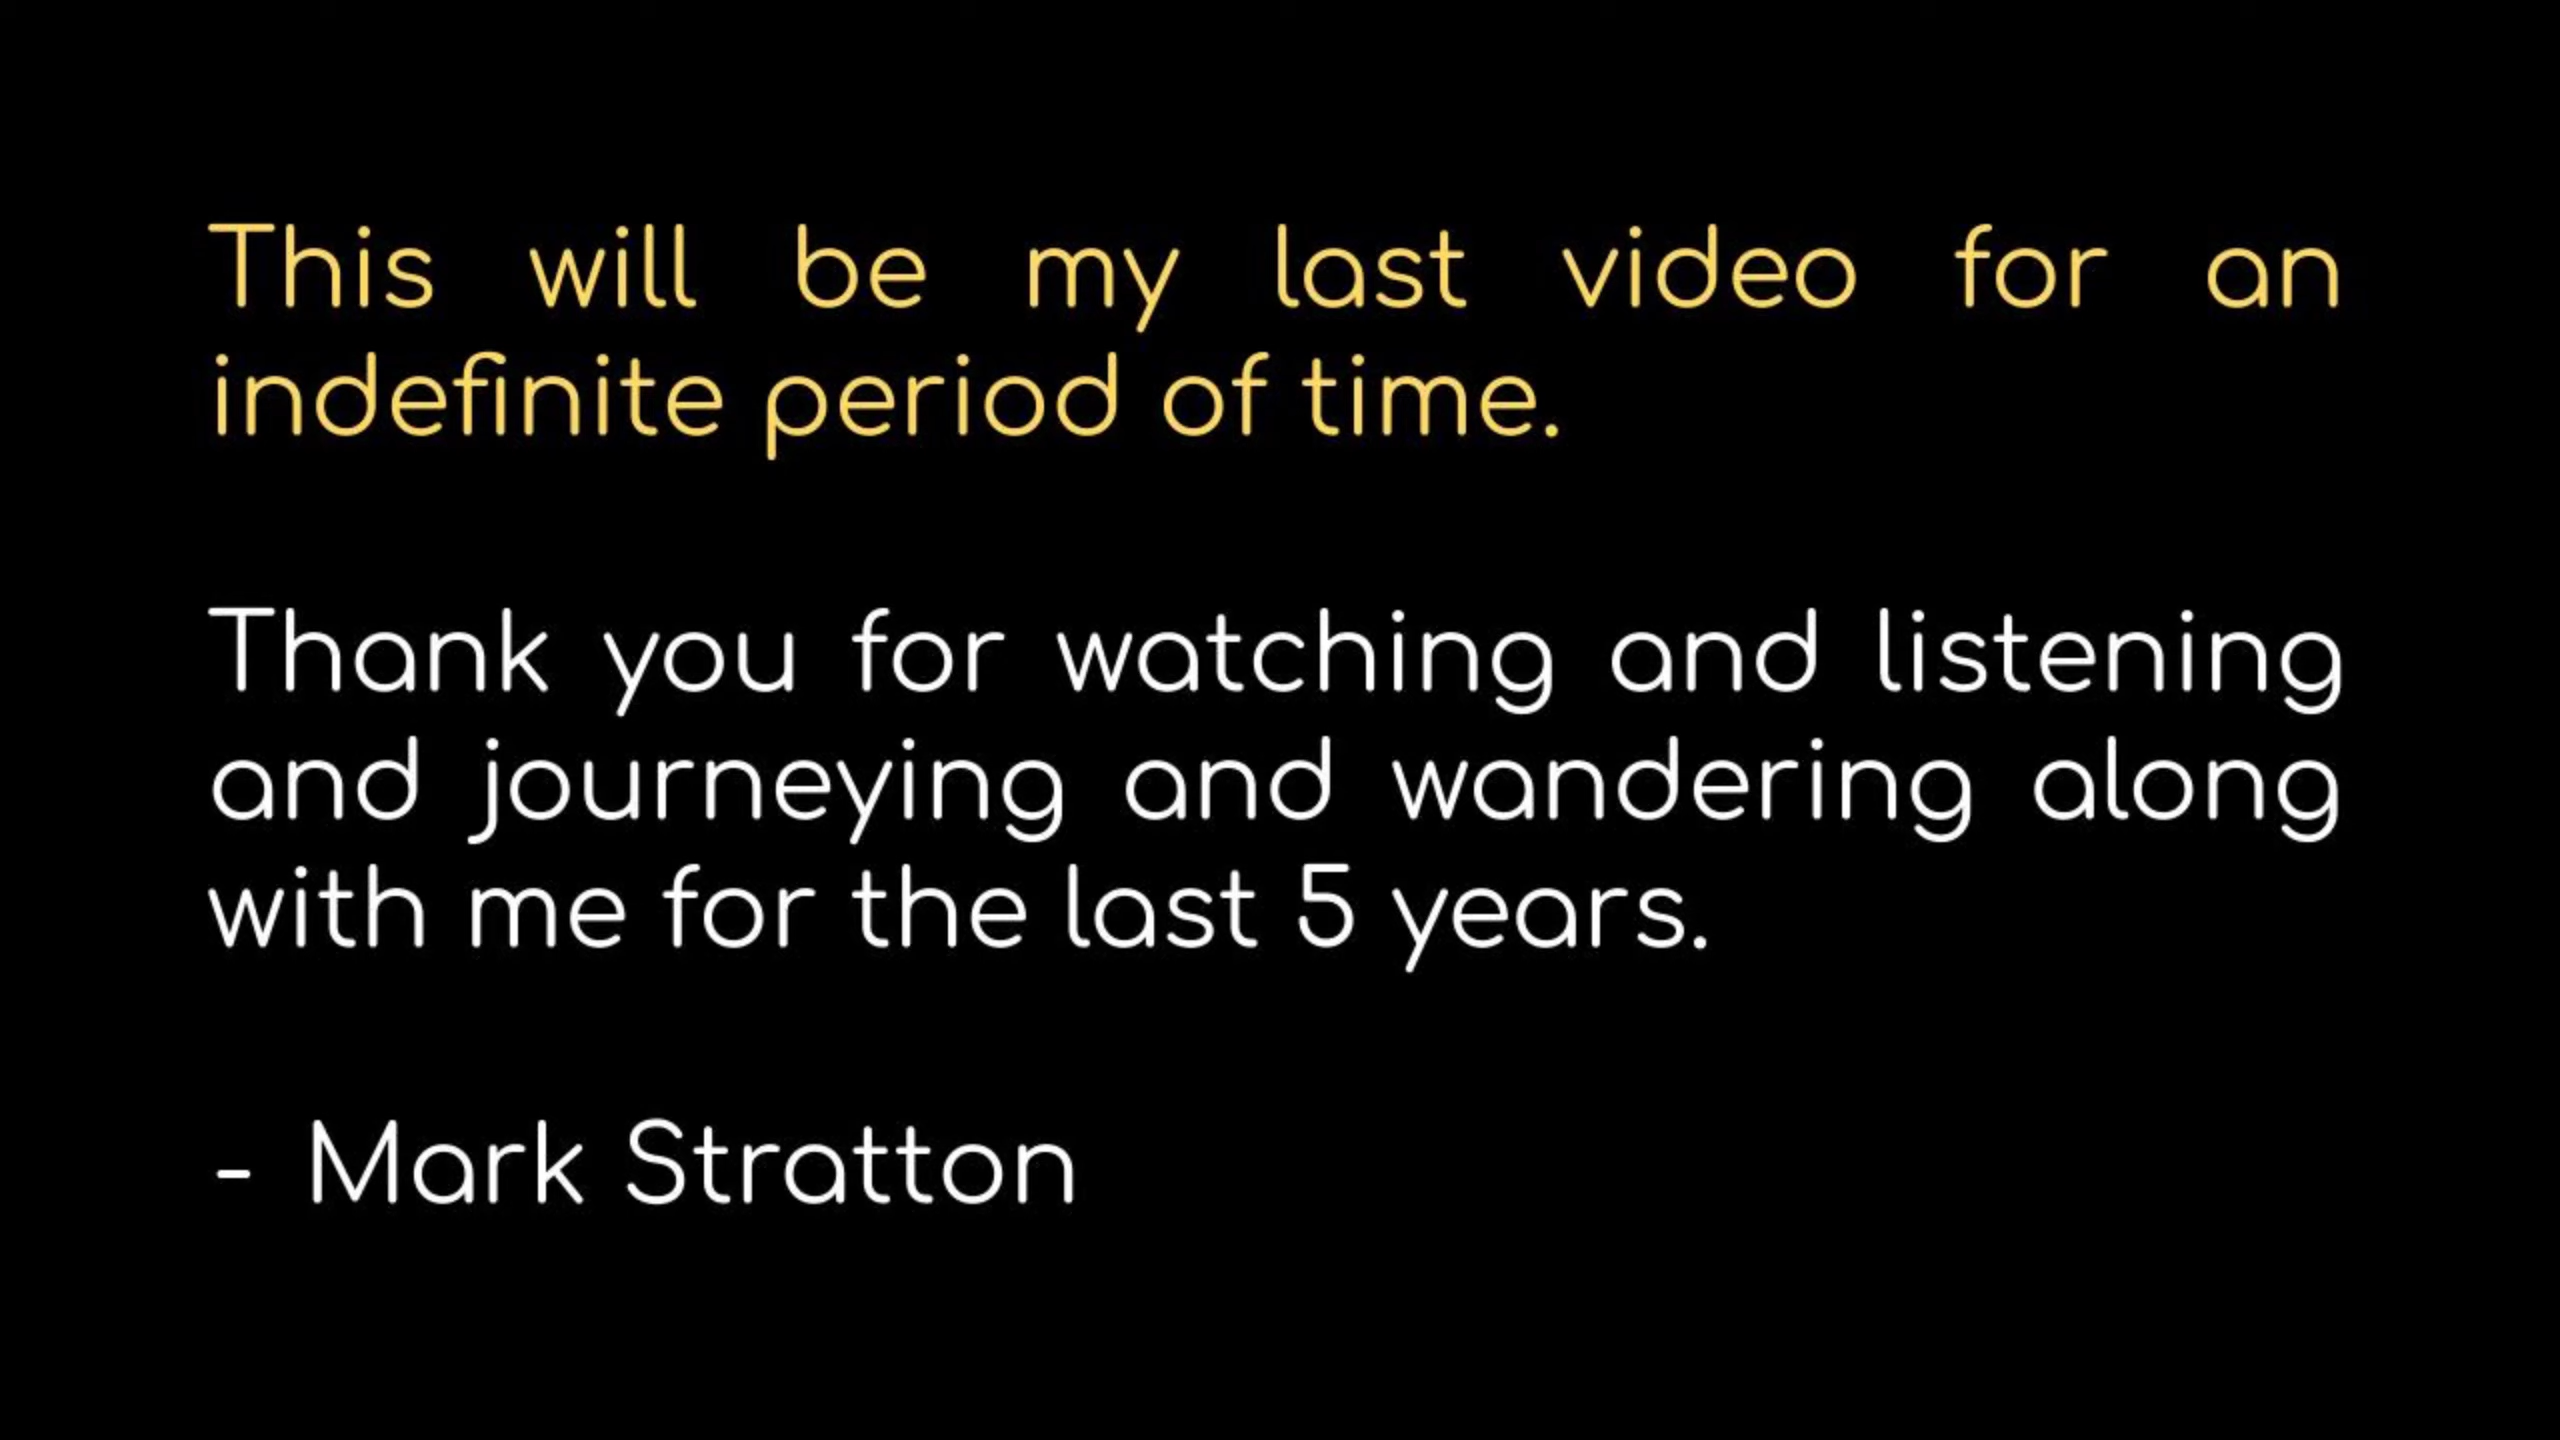 This will be my last video for an
indefinite period of time.
Thank you for watching and listening
and journeying and wandering along
with me for the last 5 years.
- Mark Stratton